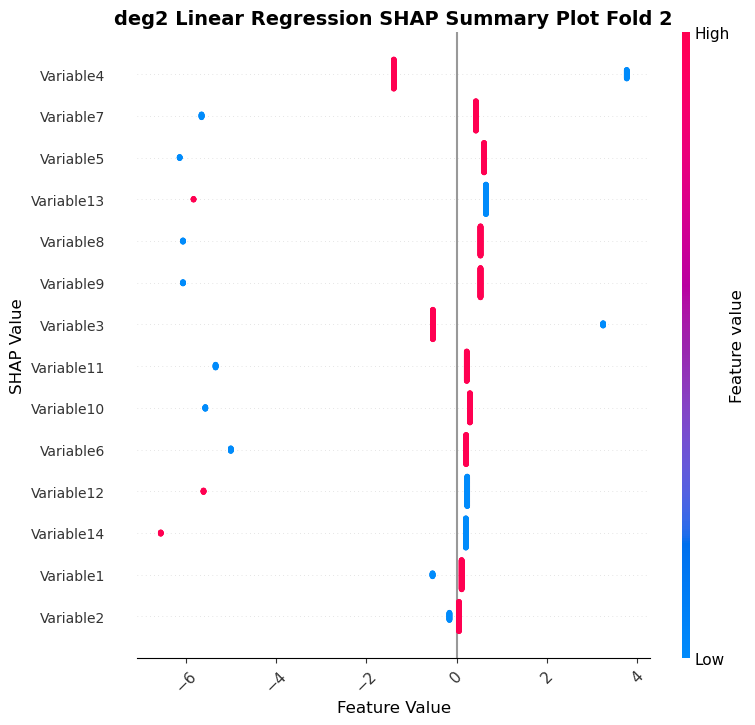 deg2 Linear Regression SHAP Summary Plot Fold 2
High
Variable4
Variable7
Variable5
Variable13
Variable8
Variable9
Variable3
Variable11
Variable10
Variable6
Variable12
Variable14
Variable1
Variable2
SHAP Value
Feature value
Low
−6
−4
−2
0
2
4
Feature Value